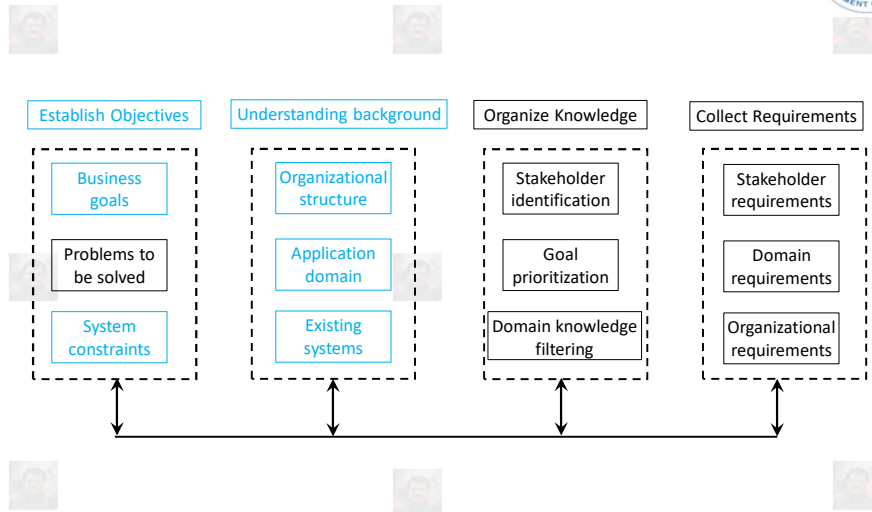 MENT
Establish Objectives
Understanding background
Organize Knowledge
Collect Requirements
Business
goals
Organizational
structure
Stakeholder
identification
Stakeholder
requirements
Problems to
be solved
Application
domain
Goal
prioritization
Domain
requirements
System
constraints
Existing
systems
Domain knowledge
filtering
Organizational
requirements